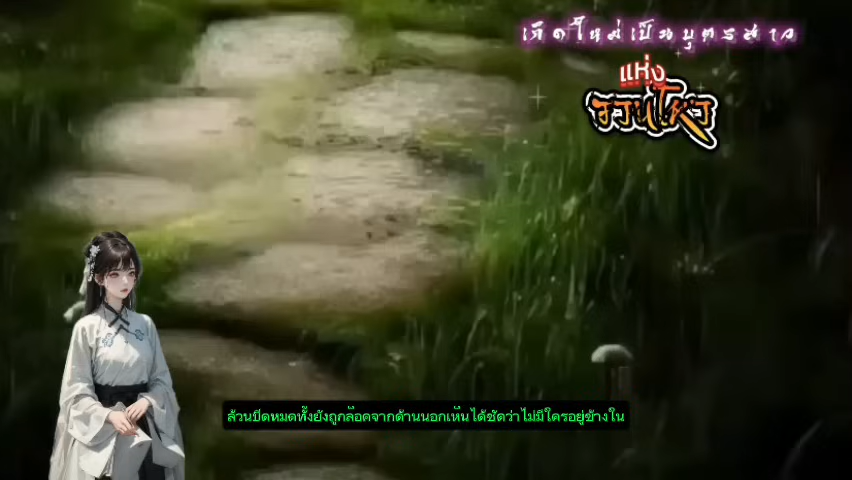 เกิดใหม่เป็นบุตรสาว
แห่ง
จวนโหว
ล้วนปิดหมดทั้งยังถูกล็อคจากด้านนอกเห็นได้ชัดว่าไม่มีใครอยู่ข้างใน